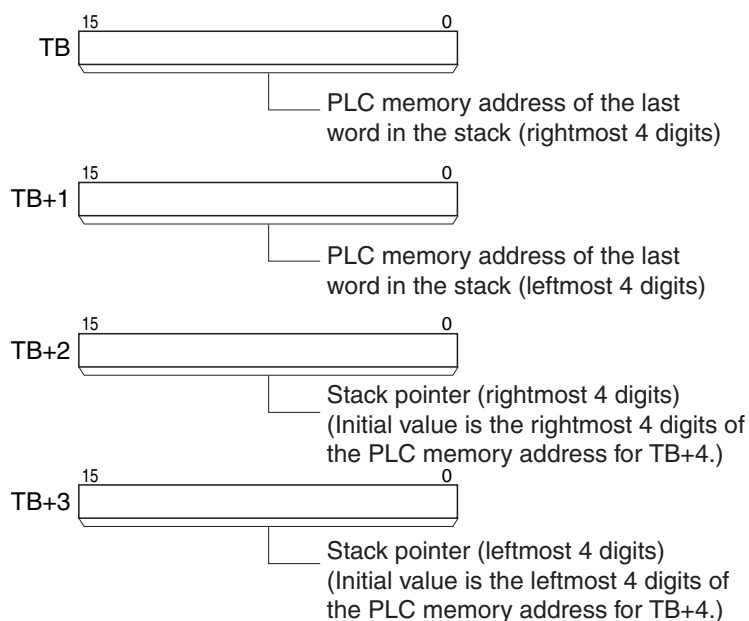 15 0
TB
PLC memory address of the last
word in the stack (rightmost 4 digits)
15 0
TB+1
PLC memory address of the last
word in the stack (leftmost 4 digits)
15 0
TB+2
Stack pointer (rightmost 4 digits)
(Initial value is the rightmost 4 digits of
the PLC memory address for TB+4.)
15 0
TB+3
Stack pointer (leftmost 4 digits)
(Initial value is the leftmost 4 digits of
the PLC memory address for TB+4.)